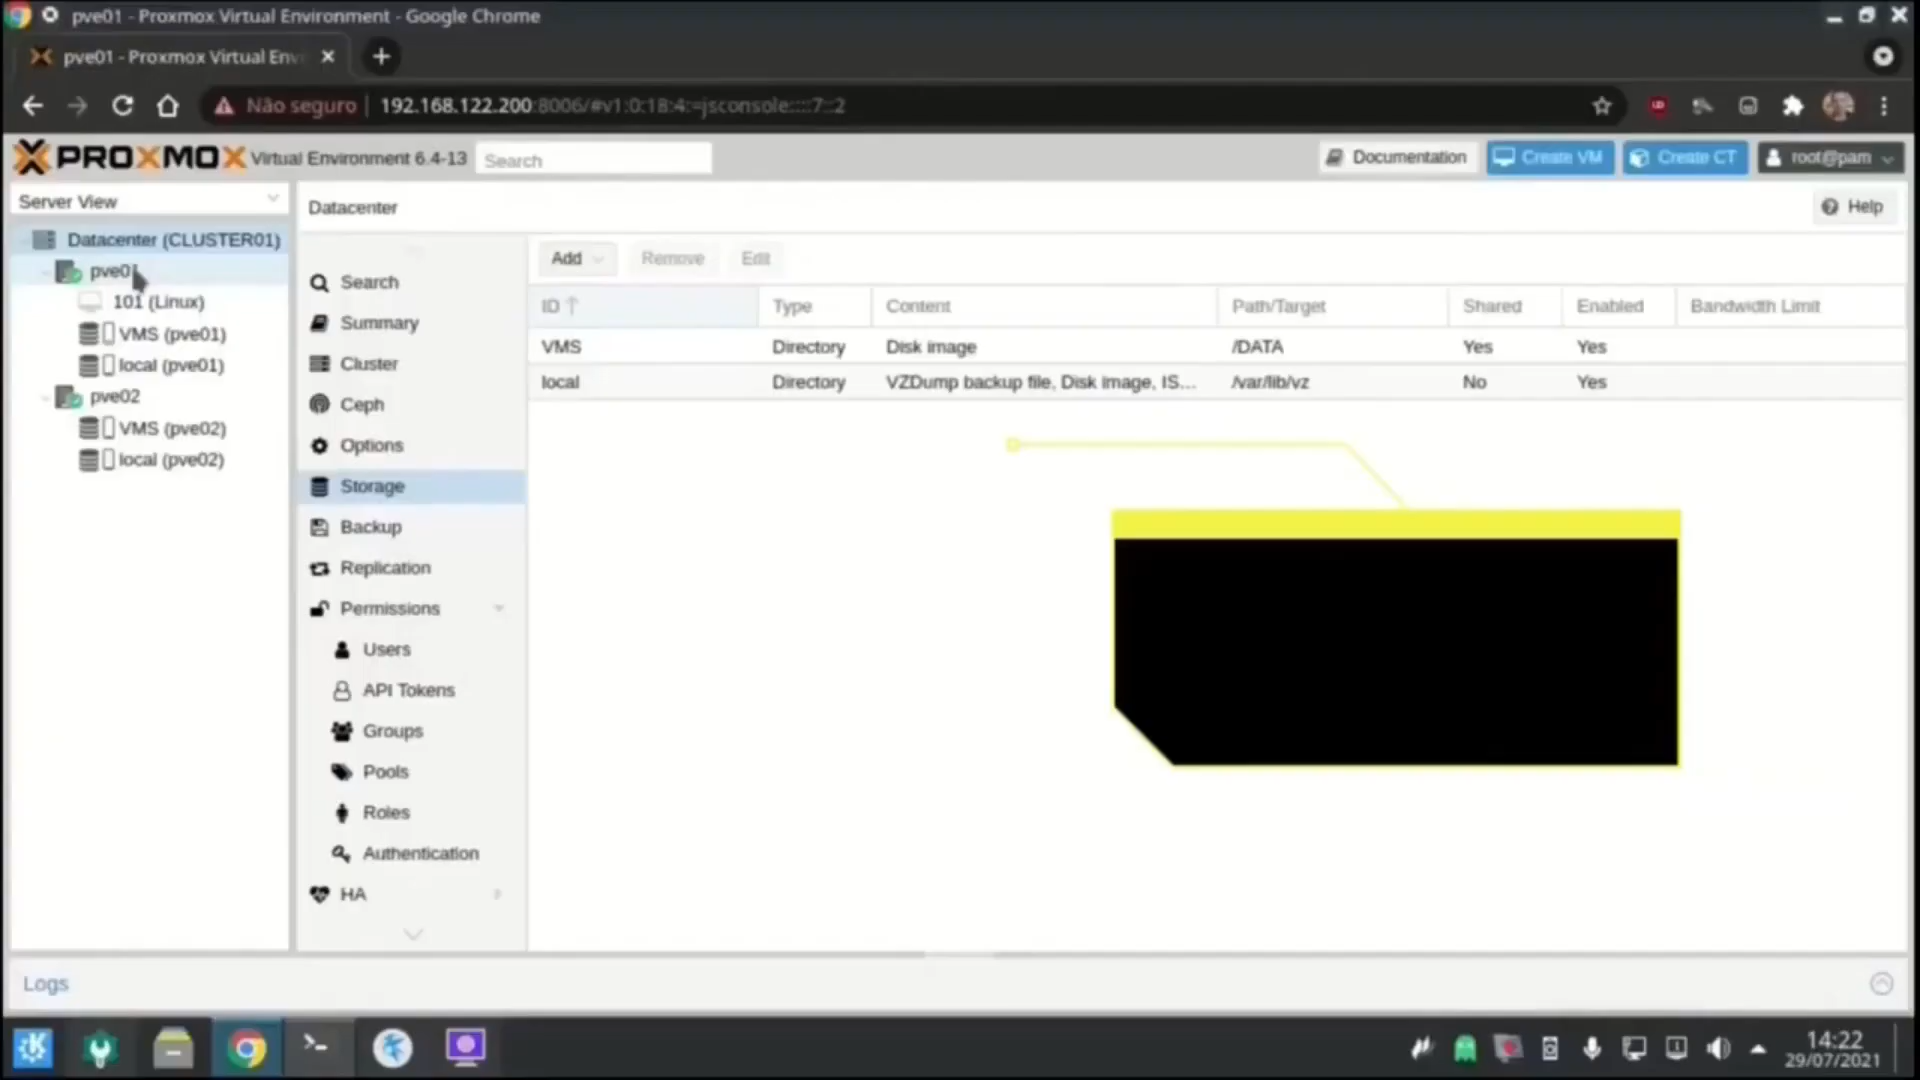 pve01 - Proxmox Virtual Environment - Google Chrome
pve01 - Proxmox Virtual Env
Não seguro 192.168.122.200:8006/#v1:0:18:4:=jsconsole::::7::2
PROXMOX Virtual Environment 6.4-13 Search Documentation Create VM Create CT root@pam
Server View
Datacenter
Help
Datacenter (CLUSTER01)
pve01
101 (Linux)
VMS (pve01)
local (pve01)
pve02
VMS (pve02)
local (pve02)
Search
Summary
Cluster
Ceph
Options
Storage
Backup
Replication
Permissions
Users
API Tokens
Groups
Pools
Roles
Authentication
HA
Add Remove Edit
ID Type Content Path/Target Shared Enabled Bandwidth Limit
VMS Directory Disk image /DATA Yes Yes
local Directory VZDump backup file, Disk image, IS... /var/lib/vz No Yes
Logs
14:22
29/07/2021